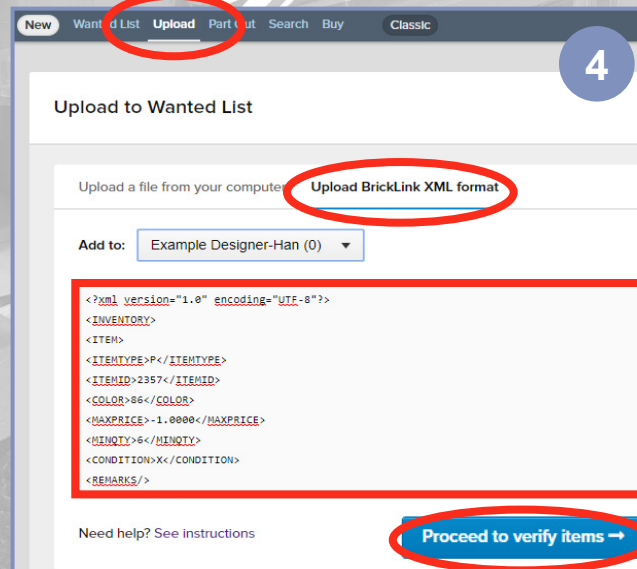 New Wanted List Upload Part Out Search Buy Classic
4
Upload to Wanted List
Upload a file from your computer Upload BrickLink XML format
Add to: Example Designer-Han (0)
<?xml version="1.0" encoding="UTF-8"?>
<INVENTORY>
<ITEM>
<ITEMTYPE>P</ITEMTYPE>
<ITEMID>2357</ITEMID>
<COLOR>86</COLOR>
<MAXPRICE>-1.0000</MAXPRICE>
<MINQTY>6</MINQTY>
<CONDITION>X</CONDITION>
<REMARKS/>
Need help? See instructions
Proceed to verify items →